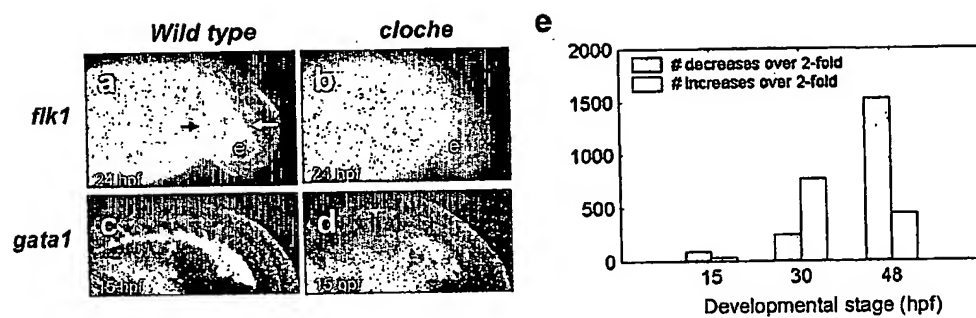 Wild type
cloche
flk1
a
e
24 hpf
b
e
24 hpf
gata1
c
15 hpf
d
15 hpf
e
2000
1500
1000
500
0
# decreases over 2-fold
# increases over 2-fold
15
30
48
Developmental stage (hpf)